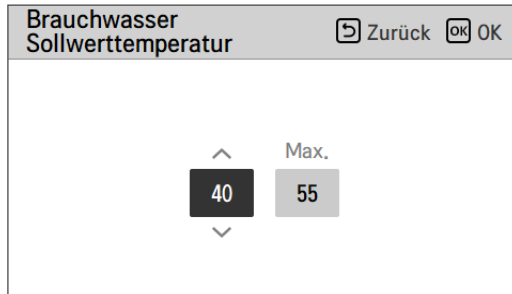 Brauchwasser
Sollwerttemperatur
Zurück OK OK
Max.
40 55